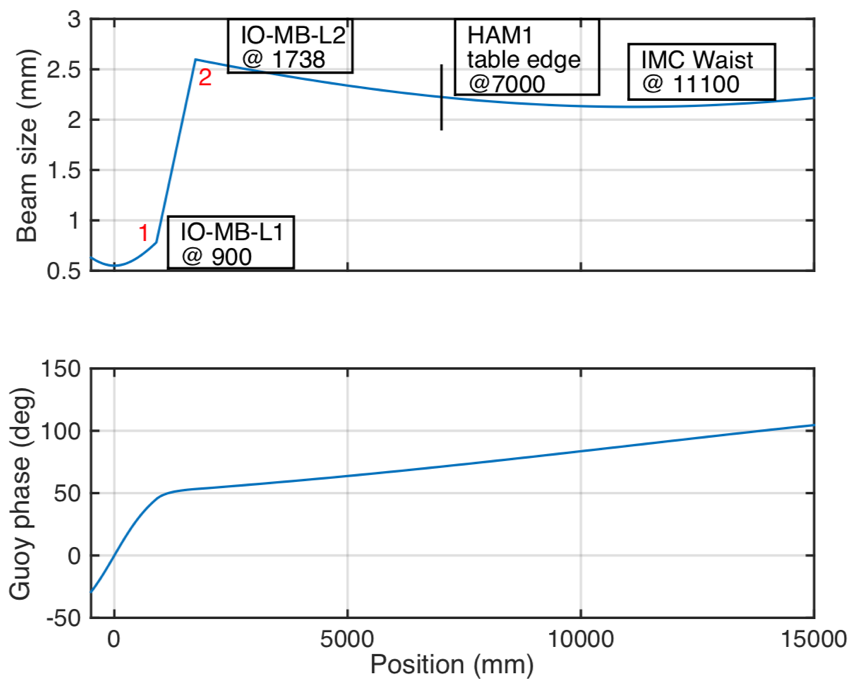 3
2.5
2
1.5
1
0.5
Beam size (mm)
IO-MB-L2
@ 1738
HAM1
table edge
@7000
IMC Waist
@ 11100
2
1
IO-MB-L1
@ 900
150
100
50
0
-50
Guoy phase (deg)
0
5000
10000
15000
Position (mm)